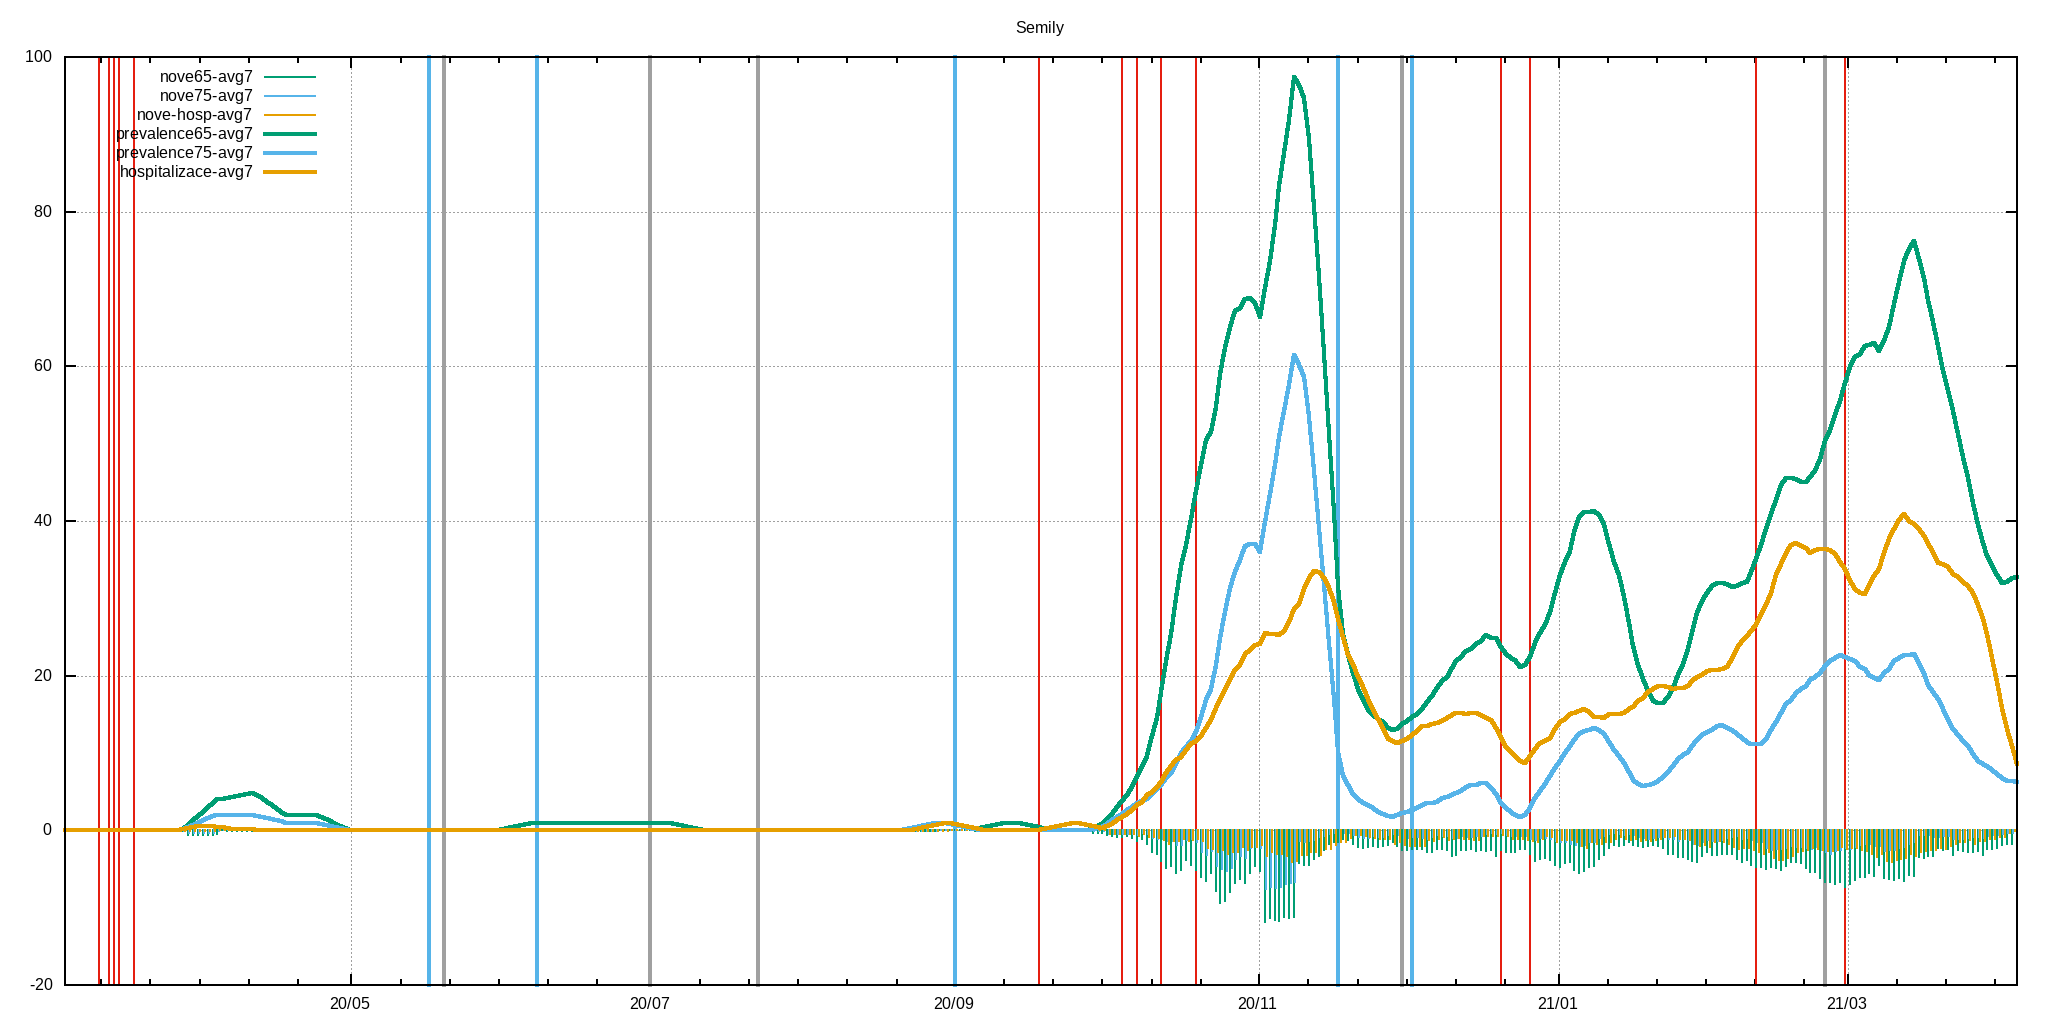 Semily
100
nove65-avg7
nove75-avg7
nove-hosp-avg7
prevalence65-avg7
prevalence75-avg7
hospitalizace-avg7
80
60
40
20
0
-20
20/05 20/07 20/09 20/11 21/01 21/03